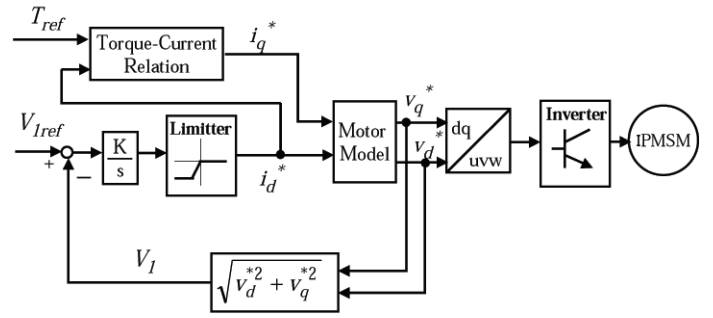 T_ref
Torque-Current
Relation
i_q^*
V_1ref
+
−
K
s
Limitter
i_d^*
Motor
Model
v_q^*
v_d^*
dq
uvw
Inverter
IPMSM
V_1
√(v_d^{*2} + v_q^{*2})